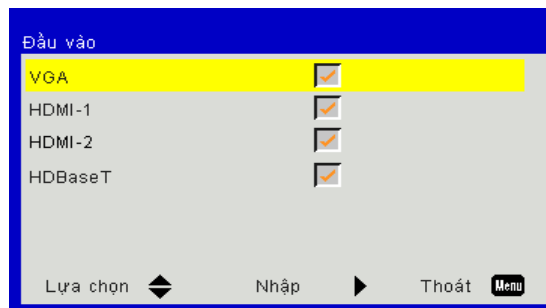 Đầu vào
VGA
HDMI-1
HDMI-2
HDBaseT
Lựa chọn Nhập Thoát Menu